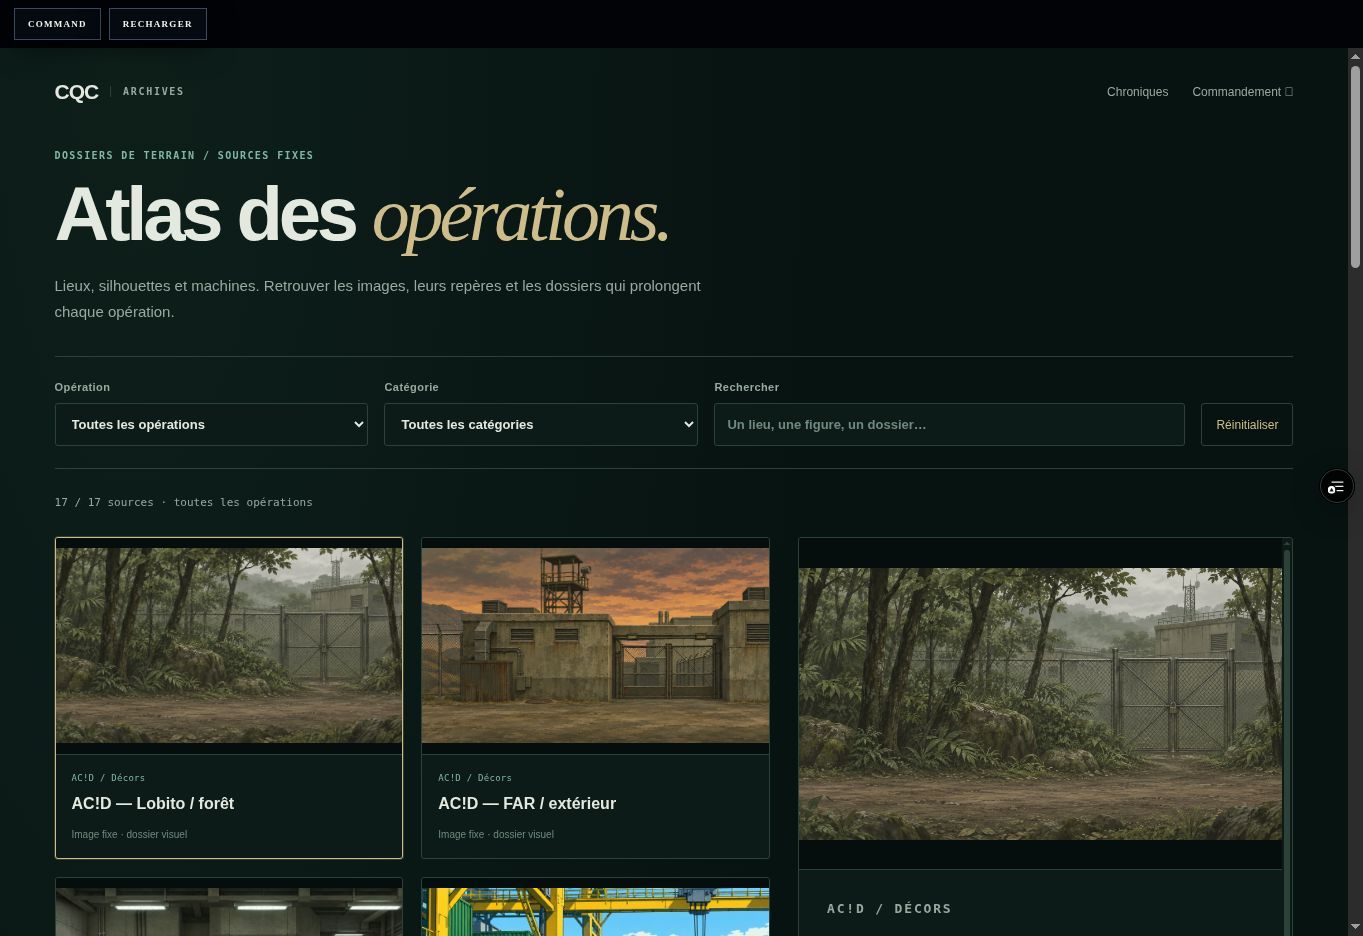 COMMAND
RECHARGER
CQC
ARCHIVES
Chroniques
Commandement
DOSSIERS DE TERRAIN / SOURCES FIXES
Atlas des opérations.
Lieux, silhouettes et machines. Retrouver les images, leurs repères et les dossiers qui prolongent
chaque opération.
Opération
Catégorie
Rechercher
Toutes les opérations
Toutes les catégories
Un lieu, une figure, un dossier…
Réinitialiser
17 / 17 sources · toutes les opérations
AC!D / Décors
AC!D — Lobito / forêt
Image fixe · dossier visuel
AC!D / Décors
AC!D — FAR / extérieur
Image fixe · dossier visuel
AC!D / DÉCORS